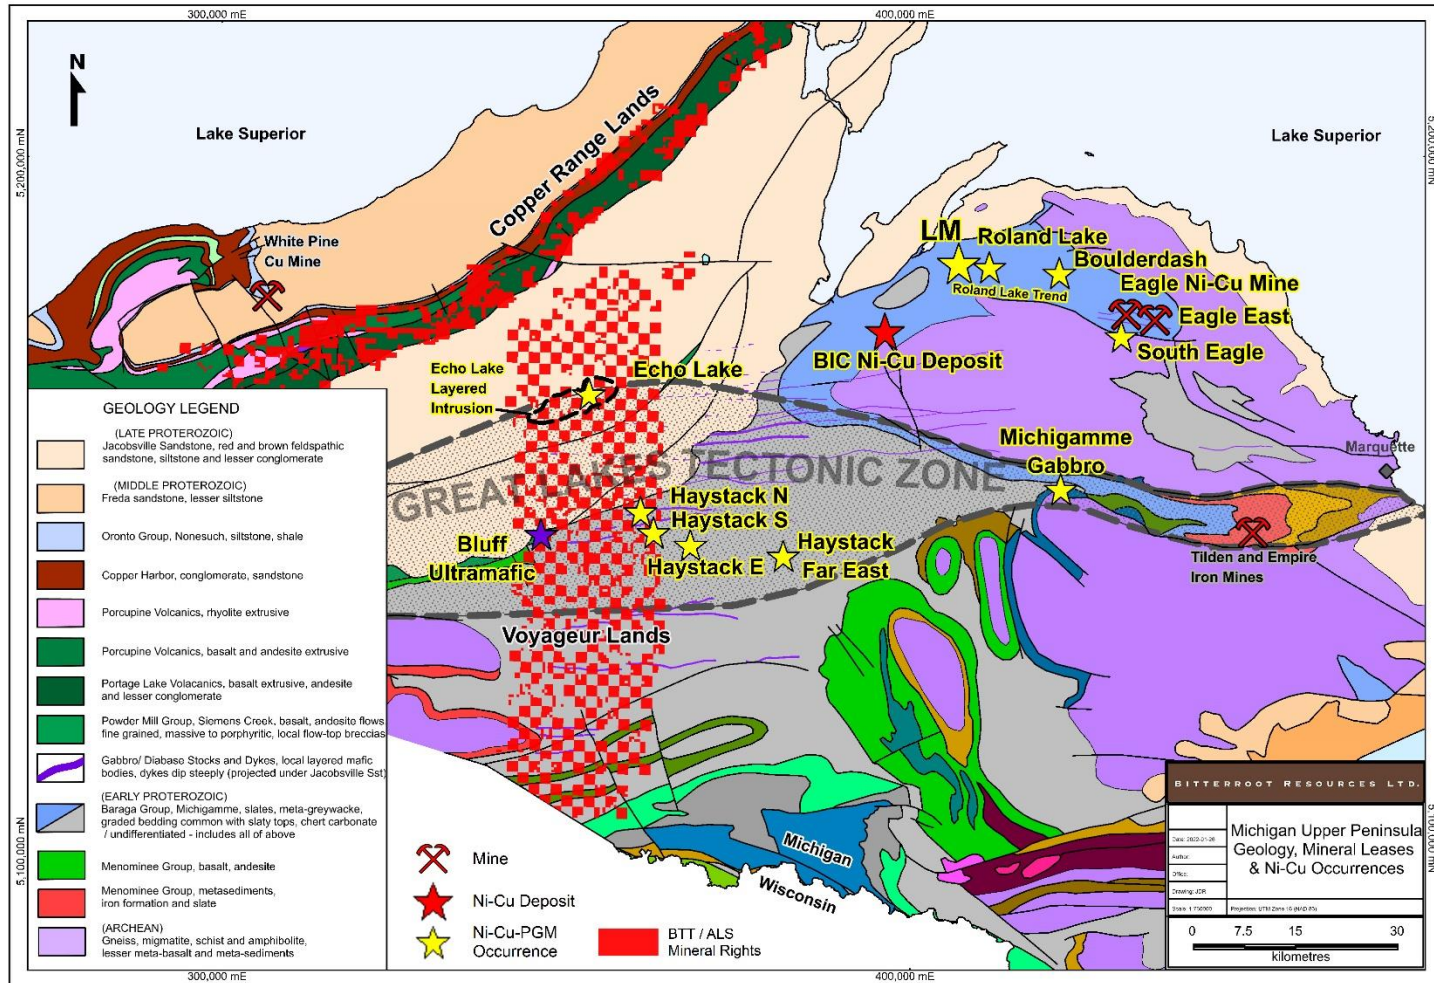 300,000 mE
400,000 mE
N
Lake Superior
Lake Superior
5,200,000 mN
5,200,000 mN
Copper Range Lands
White Pine
Cu Mine
LM
Roland Lake
Boulderdash
Roland Lake Trend
Eagle Ni-Cu Mine
Eagle East
South Eagle
BIC Ni-Cu Deposit
Echo Lake
Layered
Intrusion
Echo Lake
Michigamme
Gabbro
Marquette
GREAT LAKES TECTONIC ZONE
Haystack N
Haystack S
Haystack E
Haystack
Far East
Bluff
Ultramafic
Tilden and Empire
Iron Mines
Voyageur Lands
Michigan
Wisconsin
GEOLOGY LEGEND
(LATE PROTEROZOIC)
Jacobsville Sandstone, red and brown feldspathic
sandstone, siltstone and lesser conglomerate
(MIDDLE PROTEROZOIC)
Freda sandstone, lesser siltstone
Oronto Group, Nonesuch, siltstone, shale
Copper Harbor, conglomerate, sandstone
Porcupine Volcanics, rhyolite extrusive
Porcupine Volcanics, basalt and andesite extrusive
Portage Lake Volacanics, basalt extrusive, andesite
and lesser conglomerate
Powder Mill Group, Siemens Creek, basalt, andesite flows
fine grained, massive to porphyritic, local flow-top breccias
Gabbro/ Diabase Stocks and Dykes, local layered mafic
bodies, dykes dip steeply (projected under Jacobsville Sst)
(EARLY PROTEROZOIC)
Baraga Group, Michigamme, slates, meta-greywacke,
graded bedding common with slaty tops, chert carbonate
/ undifferentiated - includes all of above
Menominee Group, basalt, andesite
Menominee Group, metasediments,
iron formation and slate
(ARCHEAN)
Gneiss, migmatite, schist and amphibolite,
lesser meta-basalt and meta-sediments
Mine
Ni-Cu Deposit
Ni-Cu-PGM
Occurrence
BTT / ALS
Mineral Rights
BITTERROOT RESOURCES LTD.
Michigan Upper Peninsula
Geology, Mineral Leases
& Ni-Cu Occurrences
Author:
Office:
Drawing: JDR
Projection: UTM Zone 16 (NAD 83)
0 7.5 15 30
kilometres
5,100,000 mN
5,100,000 mN
300,000 mE
400,000 mE